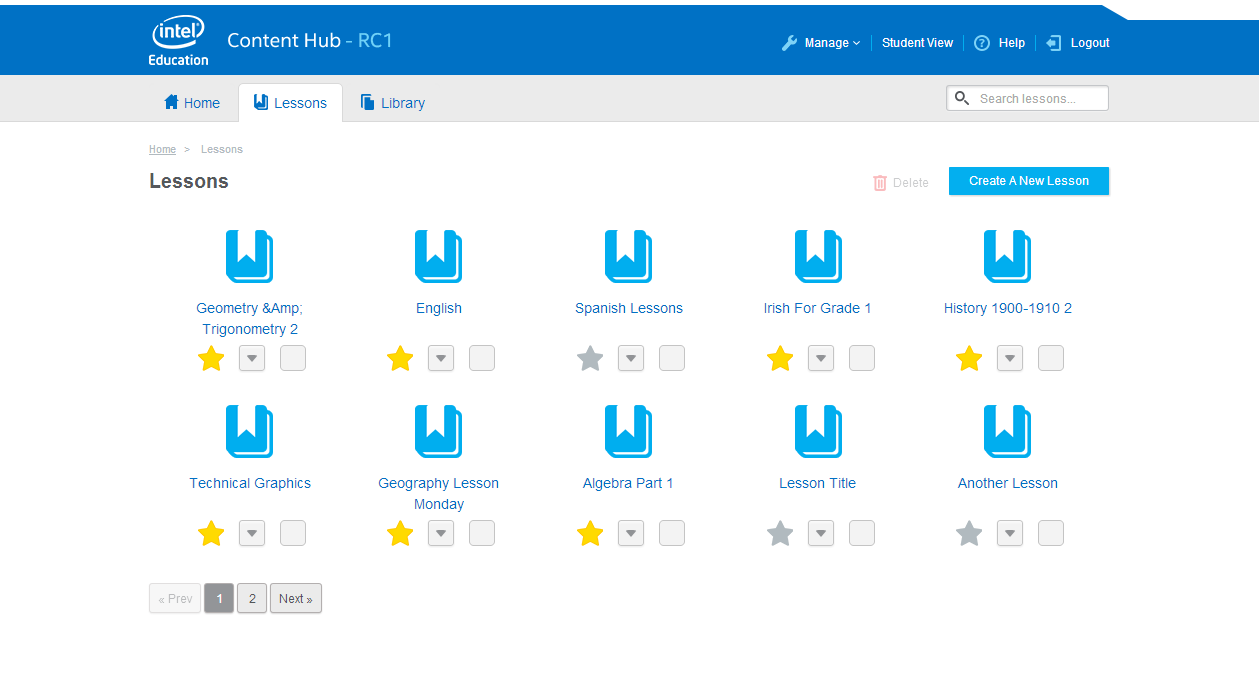 intel
Education
Content Hub - RC1
Manage
Student View
Help
Logout
Home
Lessons
Library
Search lessons...
Home > Lessons
Lessons
Delete
Create A New Lesson
Geometry &Amp;
Trigonometry 2
English
Spanish Lessons
Irish For Grade 1
History 1900-1910 2
Technical Graphics
Geography Lesson
Monday
Algebra Part 1
Lesson Title
Another Lesson
« Prev
1
2
Next »